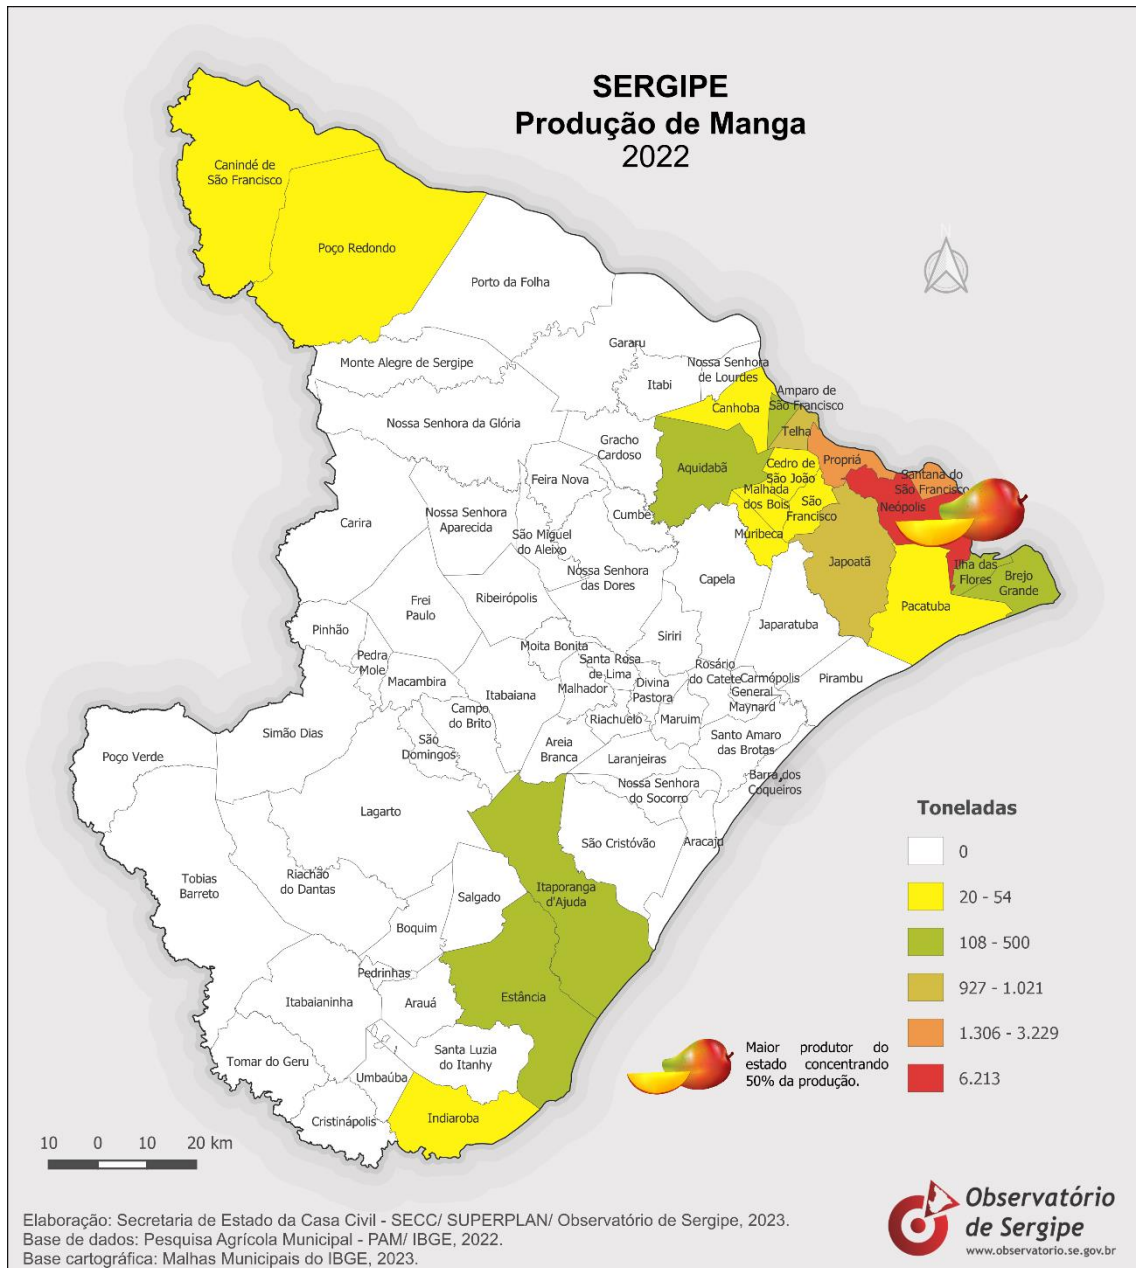 SERGIPE
Produção de Manga
2022
N
Canindé de
São Francisco
Poço Redondo
Porto da Folha
Gararu
Monte Alegre de Sergipe
Nossa Senhora
de Lourdes
Itabi
Amparo de
São Francisco
Canhoba
Nossa Senhora da Glória
Telha
Gracho
Cardoso
Propriá
Cedro de
São João
Aquidabã
Santana do
São Francisco
Feira Nova
Malhada
dos Bois
São
Francisco
Neópolis
Nossa Senhora
Aparecida
Cumbe
Carira
São Miguel
do Aleixo
Muribeca
Japoatã
Ilha das
Flores
Brejo
Grande
Nossa Senhora
das Dores
Capela
Ribeirópolis
Frei
Paulo
Pacatuba
Japaratuba
Pinhão
Siriri
Moita Bonita
Pedra
Mole
Santa Rosa
de Lima
Rosário
do Catete
Carmópolis
Pirambu
Macambira
Itabaiana
Malhador
Divina
Pastora
General
Maynard
Campo
do Brito
Riachuelo
Maruim
Simão Dias
São
Domingos
Areia
Branca
Santo Amaro
das Brotas
Poço Verde
Laranjeiras
Nossa Senhora
do Socorro
Barra dos
Coqueiros
Lagarto
São Cristóvão
Aracaju
Tobias
Barreto
Riachão
do Dantas
Itaporanga
d'Ajuda
Salgado
Boquim
Pedrinhas
Itabaianinha
Arauá
Estância
Tomar do Geru
Santa Luzia
do Itanhy
Umbaúba
Cristinápolis
Indiaroba
Toneladas
0
20 - 54
108 - 500
927 - 1.021
1.306 - 3.229
6.213
Maior produtor do
estado concentrando
50% da produção.
10 0 10 20 km
Elaboração: Secretaria de Estado da Casa Civil - SECC/ SUPERPLAN/ Observatório de Sergipe, 2023.
Base de dados: Pesquisa Agrícola Municipal - PAM/ IBGE, 2022.
Base cartográfica: Malhas Municipais do IBGE, 2023.
Observatório
de Sergipe
www.observatorio.se.gov.br